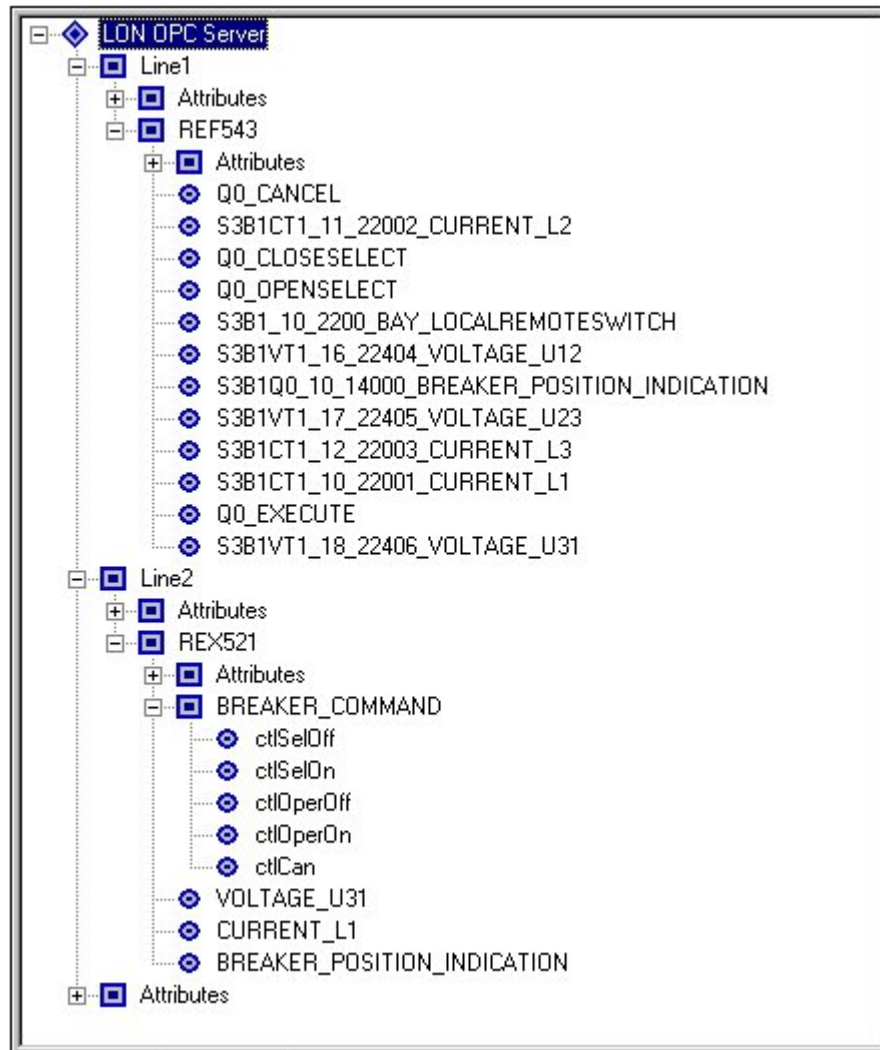 LON OPC Server
Line1
Attributes
REF543
Attributes
Q0_CANCEL
S3B1CT1_11_22002_CURRENT_L2
Q0_CLOSESELECT
Q0_OPENSELECT
S3B1_10_2200_BAY_LOCALREMOTESWITCH
S3B1VT1_16_22404_VOLTAGE_U12
S3B1Q0_10_14000_BREAKER_POSITION_INDICATION
S3B1VT1_17_22405_VOLTAGE_U23
S3B1CT1_12_22003_CURRENT_L3
S3B1CT1_10_22001_CURRENT_L1
Q0_EXECUTE
S3B1VT1_18_22406_VOLTAGE_U31
Line2
Attributes
REX521
Attributes
BREAKER_COMMAND
ctlSelOff
ctlSelOn
ctlOperOff
ctlOperOn
ctlCan
VOLTAGE_U31
CURRENT_L1
BREAKER_POSITION_INDICATION
Attributes